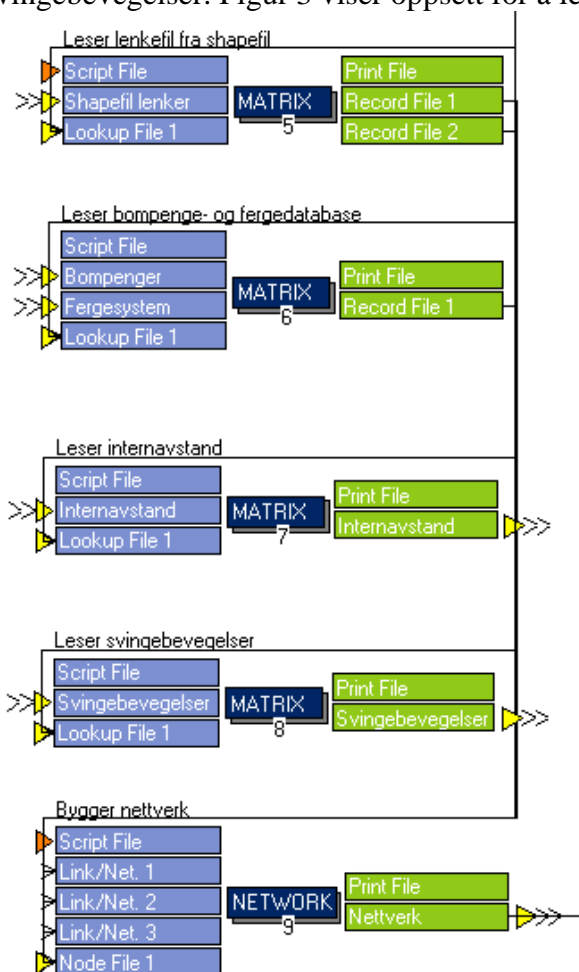 vingebevegelser. Figur 3 viser oppsett for å le
Leser lenkefil fra shapefil
Script File
Print File
Shapefil lenker
MATRIX
Record File 1
Lookup File 1
5
Record File 2
Leser bompenge- og fergedatabase
Script File
Bompenger
MATRIX
Print File
Fergesystem
6
Record File 1
Lookup File 1
Leser internavstand
Script File
Print File
Internavstand
MATRIX
Internavstand
Lookup File 1
7
Leser svingebevegelser
Script File
Print File
Svingebevegelser
MATRIX
Svingebevegelser
Lookup File 1
8
Bygger nettverk
Script File
Link/Net. 1
Print File
Link/Net. 2
NETWORK
Nettverk
Link/Net. 3
9
Node File 1